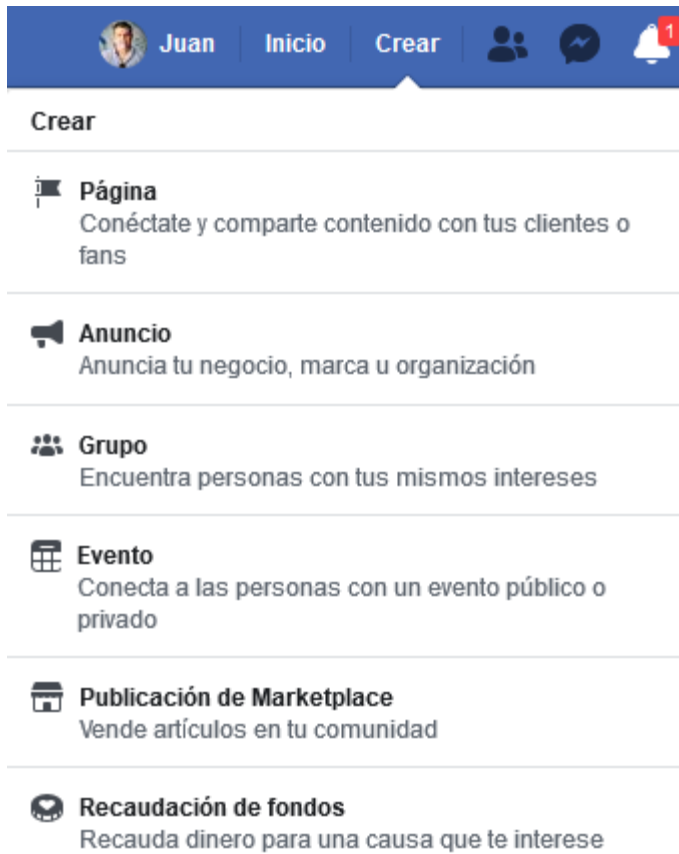 Juan Inicio Crear 1
Crear
Página
Conéctate y comparte contenido con tus clientes o
fans
Anuncio
Anuncia tu negocio, marca u organización
Grupo
Encuentra personas con tus mismos intereses
Evento
Conecta a las personas con un evento público o
privado
Publicación de Marketplace
Vende artículos en tu comunidad
Recaudación de fondos
Recauda dinero para una causa que te interese